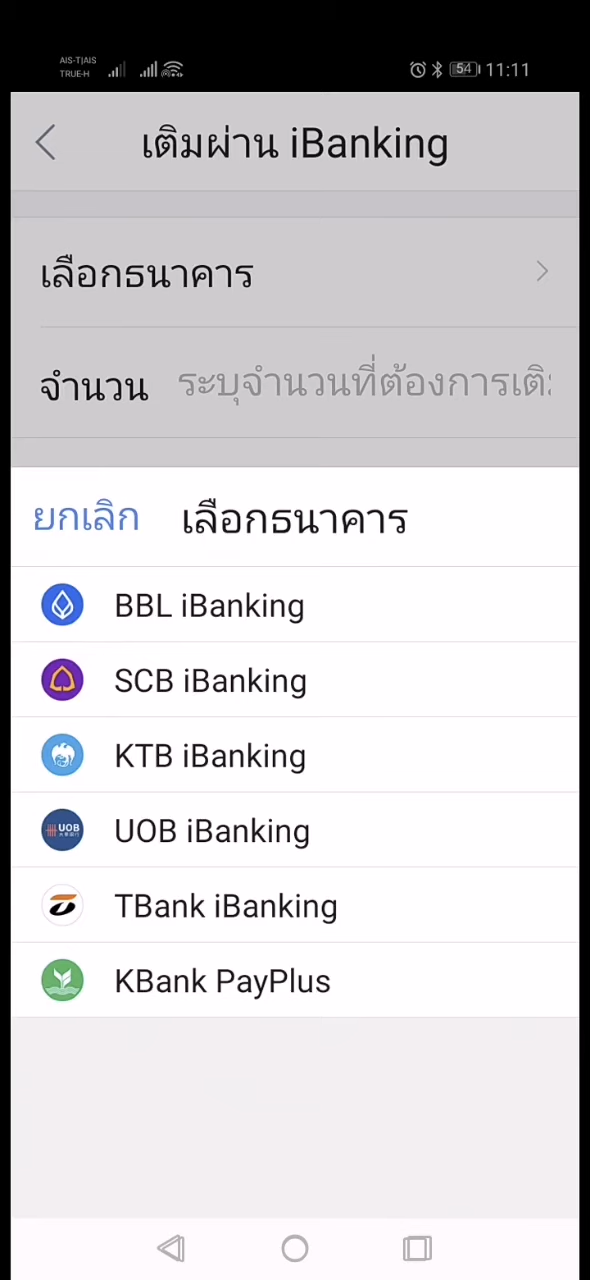 AIS-T|AIS
TRUE-H
54 11:11
เติมผ่าน iBanking
เลือกธนาคาร
จำนวน ระบุจำนวนที่ต้องการเติ
ยกเลิก เลือกธนาคาร
BBL iBanking
SCB iBanking
KTB iBanking
UOB
UOB iBanking
TBank iBanking
KBank PayPlus